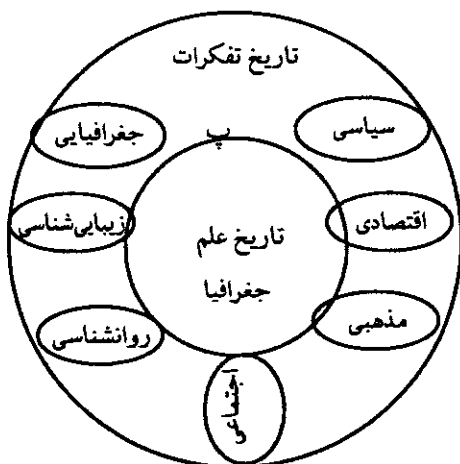 تاریخ تفکرات
سیاسی
پ
جغرافیایی
اقتصادی
زیبایی‌شناسی
تاریخ علم
جغرافیا
مذهبی
روانشناسی
اجتماعی